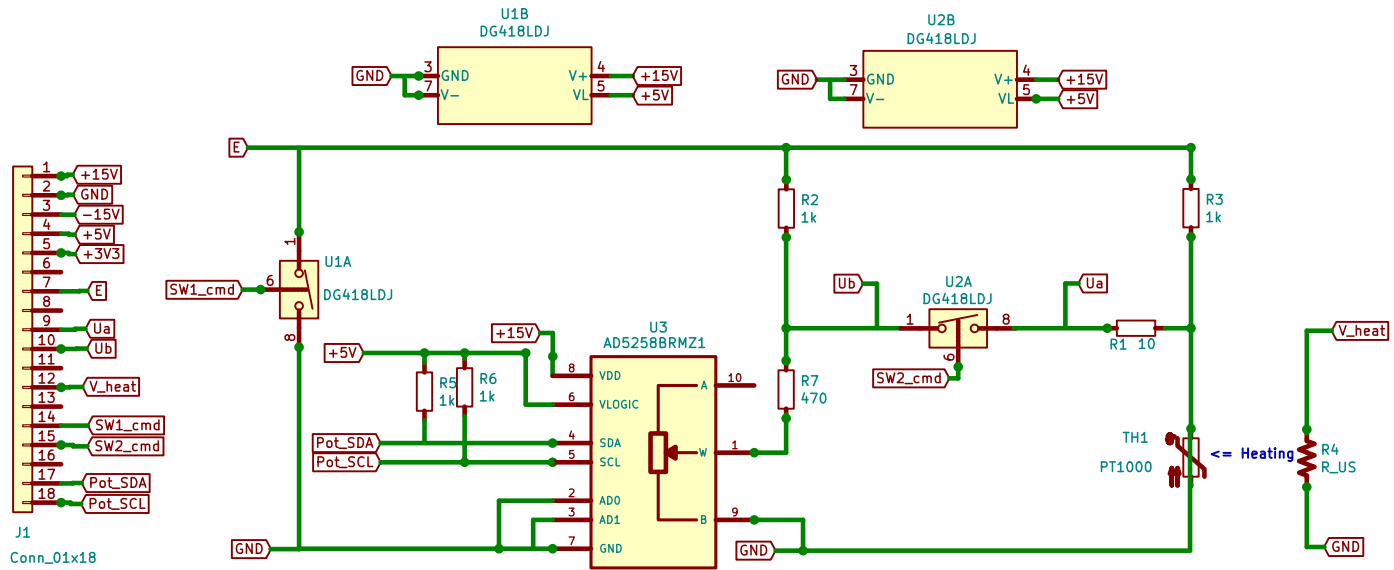 U1B
DG418LDJ
GND
3
GND
V+
4
+15V
7
V-
VL
5
+5V
U2B
DG418LDJ
GND
3
GND
V+
4
+15V
7
V-
VL
5
+5V
E
1
+15V
2
GND
3
-15V
4
+5V
5
+3V3
6
7
E
8
9
Ua
10
Ub
11
12
V_heat
13
14
SW1_cmd
15
SW2_cmd
16
17
Pot_SDA
18
Pot_SCL
J1
Conn_01x18
1
U1A
SW1_cmd
6
DG418LDJ
8
R2
1k
R3
1k
Ub
U2A
DG418LDJ
Ua
1
8
6
SW2_cmd
R1 10
V_heat
U3
AD5258BRMZ1
+15V
+5V
R5
1k
R6
1k
8
VDD
6
VLOGIC
Pot_SDA
4
SDA
Pot_SCL
5
SCL
2
AD0
3
AD1
GND
7
GND
A
10
W
1
B
9
R7
470
GND
TH1
PT1000
<= Heating
R4
R_US
GND